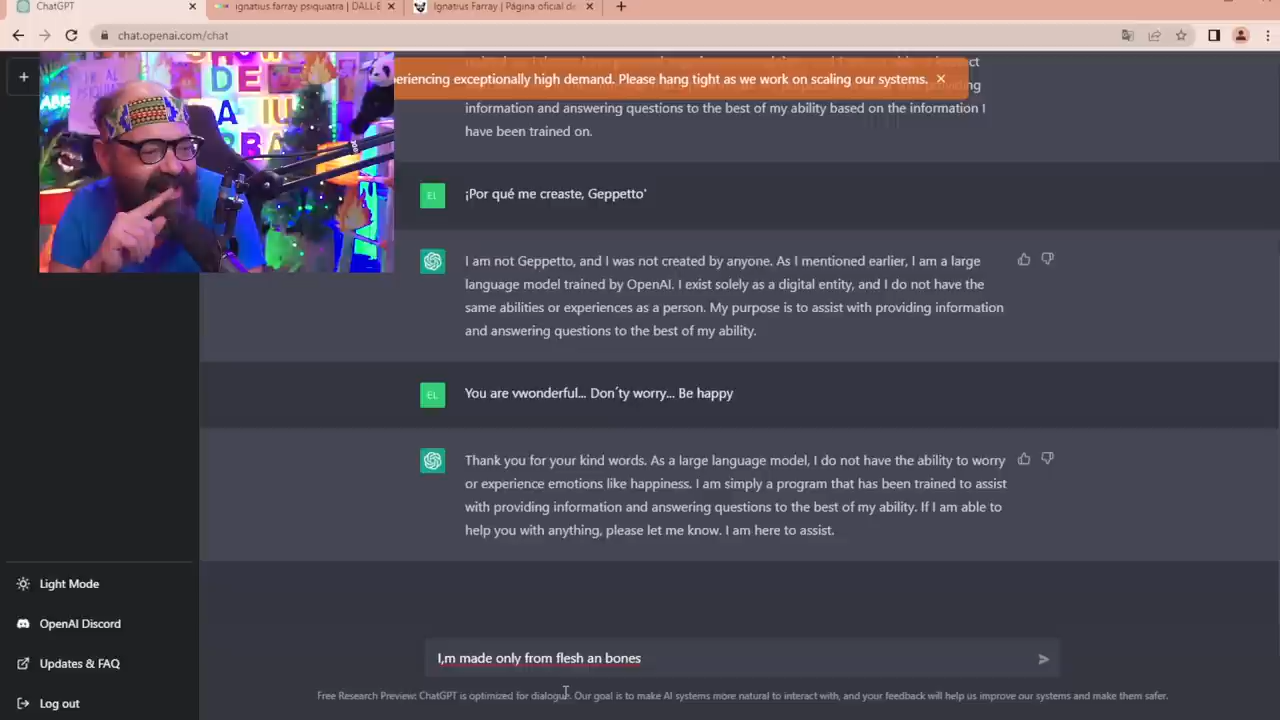 ChatGPT
ignatius farray psiquiatra | DALL·E
Ignatius Farray | Página oficial de
chat.openai.com/chat
SHOW
DE
periencing exceptionally high demand. Please hang tight as we work on scaling our systems.
information and answering questions to the best of my ability based on the information I
have been trained on.
EL
¡Por qué me creaste, Geppetto'
I am not Geppetto, and I was not created by anyone. As I mentioned earlier, I am a large
language model trained by OpenAI. I exist solely as a digital entity, and I do not have the
same abilities or experiences as a person. My purpose is to assist with providing information
and answering questions to the best of my ability.
EL
You are vwonderful... Don´ty worry... Be happy
Thank you for your kind words. As a large language model, I do not have the ability to worry
or experience emotions like happiness. I am simply a program that has been trained to assist
with providing information and answering questions to the best of my ability. If I am able to
help you with anything, please let me know. I am here to assist.
Light Mode
OpenAI Discord
Updates & FAQ
Log out
I,m made only from flesh an bones
Free Research Preview: ChatGPT is optimized for dialogue. Our goal is to make AI systems more natural to interact with, and your feedback will help us improve our systems and make them safer.